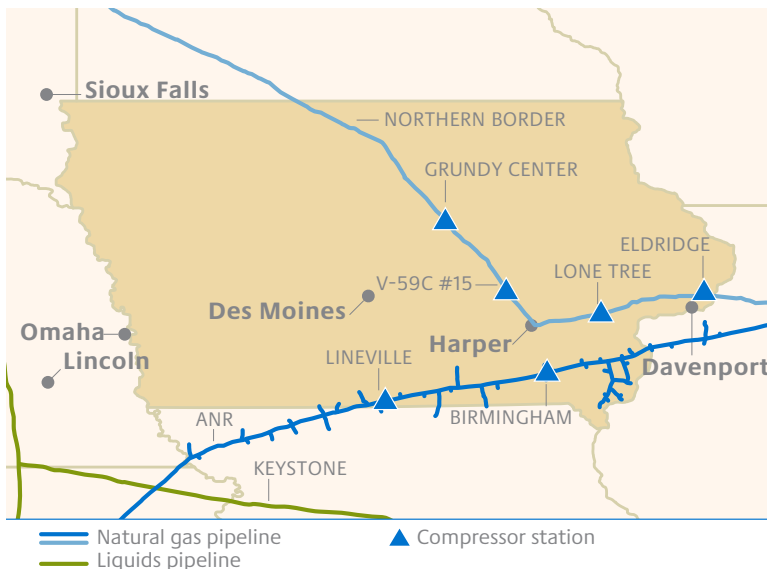 Sioux Falls
NORTHERN BORDER
GRUNDY CENTER
ELDRIDGE
LONE TREE
V-59C #15
Des Moines
Omaha
Harper
Lincoln
LINEVILLE
Davenport
ANR
BIRMINGHAM
KEYSTONE
Natural gas pipeline
Compressor station
Liquids pipeline